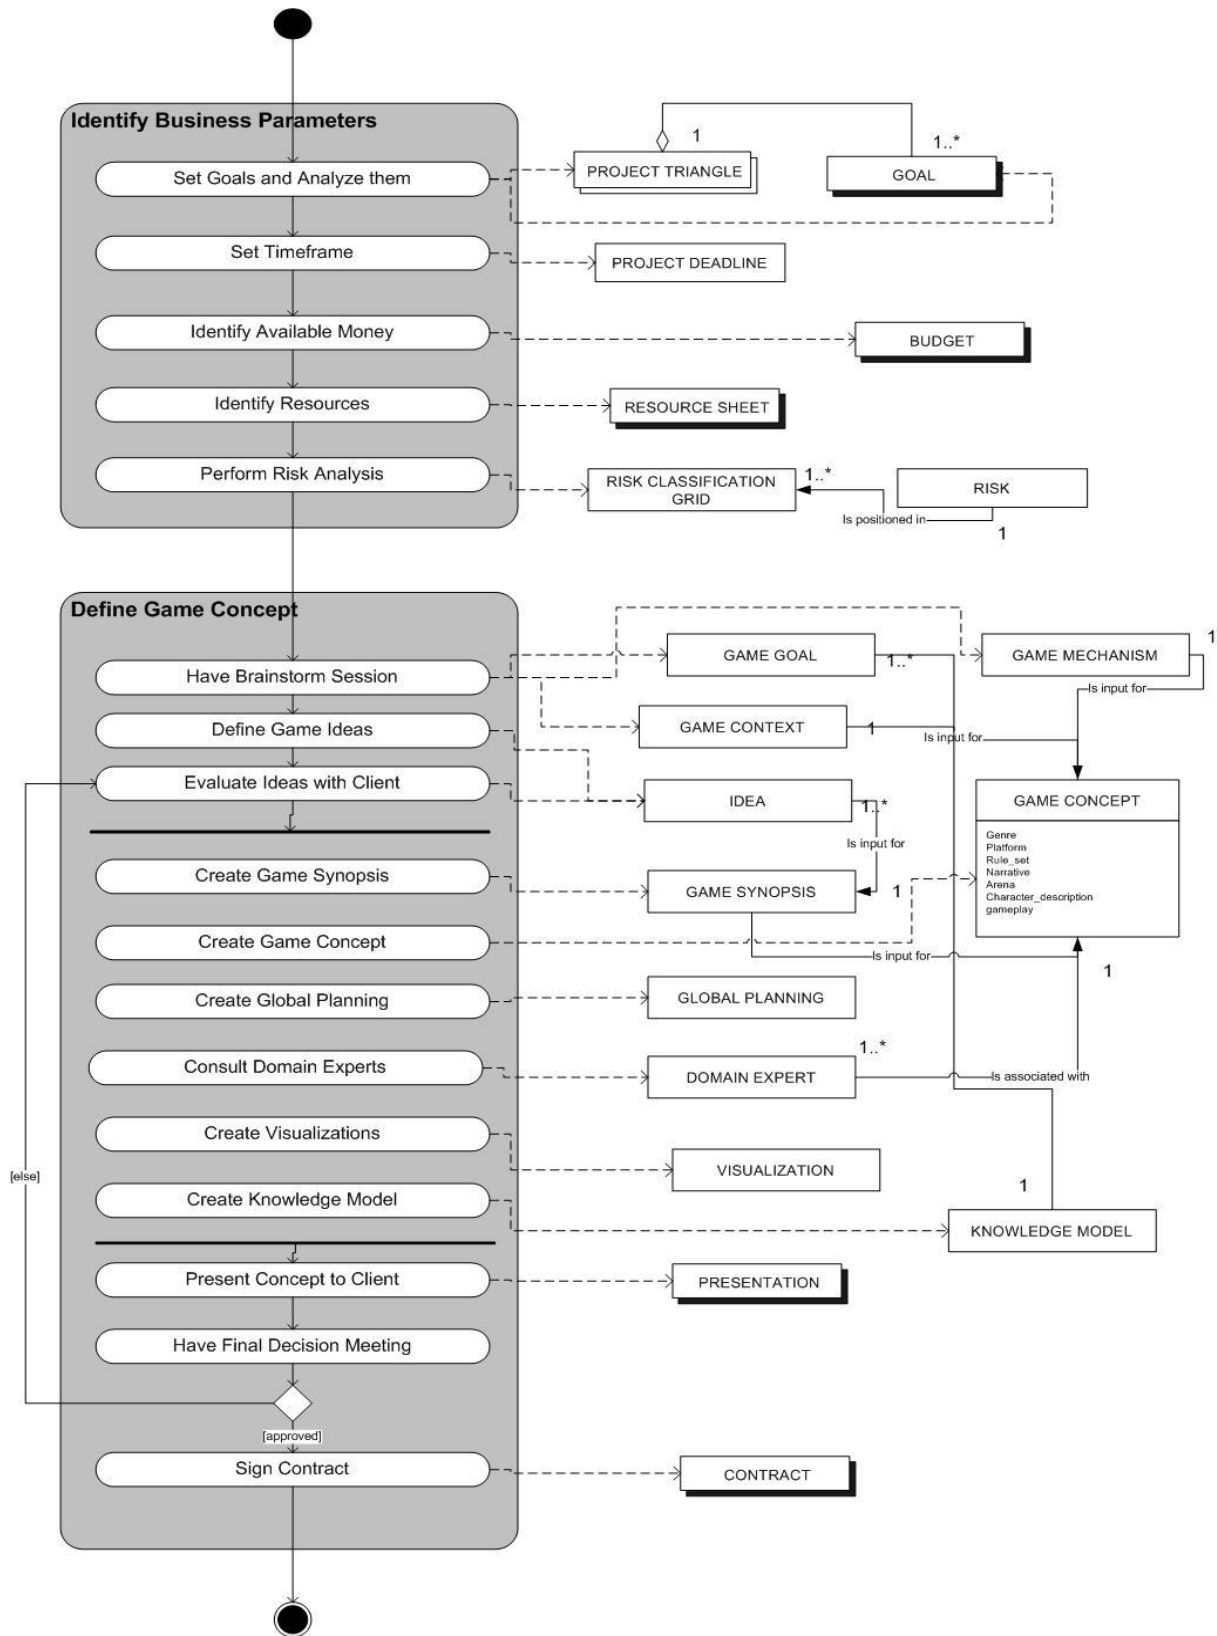 Identify Business Parameters
1
1..*
Set Goals and Analyze them
PROJECT TRIANGLE
GOAL
Set Timeframe
PROJECT DEADLINE
Identify Available Money
BUDGET
Identify Resources
RESOURCE SHEET
Perform Risk Analysis
RISK CLASSIFICATION
GRID
1..*
RISK
Is positioned in
1
Define Game Concept
Have Brainstorm Session
GAME GOAL
1..*
GAME MECHANISM
1
Is input for
Define Game Ideas
GAME CONTEXT
1
Is input for
Evaluate Ideas with Client
IDEA
1..*
Is input for
GAME CONCEPT
Genre
Platform
Rule_set
Narrative
Arena
Character_description
gameplay
Create Game Synopsis
GAME SYNOPSIS
1
Create Game Concept
Is input for
1
Create Global Planning
GLOBAL PLANNING
Consult Domain Experts
DOMAIN EXPERT
1..*
Is associated with
Create Visualizations
VISUALIZATION
[else]
Create Knowledge Model
1
KNOWLEDGE MODEL
Present Concept to Client
PRESENTATION
Have Final Decision Meeting
[approved]
Sign Contract
CONTRACT